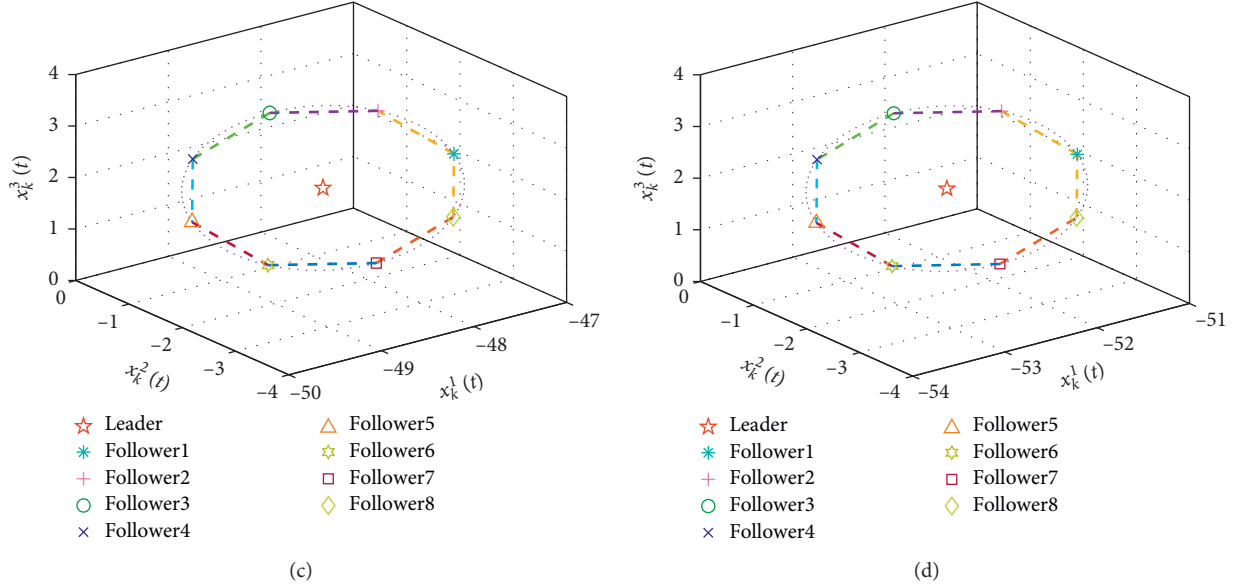 4
3
2
1
0
x_k^3 (t)
0
–1
–2
–3
–4
x_k^2 (t)
–50
–49
–48
–47
x_k^1 (t)
Leader
Follower1
Follower2
Follower3
Follower4
Follower5
Follower6
Follower7
Follower8
(c)
4
3
2
1
0
x_k^3 (t)
0
–1
–2
–3
–4
x_k^2 (t)
–54
–53
–52
–51
x_k^1 (t)
Leader
Follower1
Follower2
Follower3
Follower4
Follower5
Follower6
Follower7
Follower8
(d)